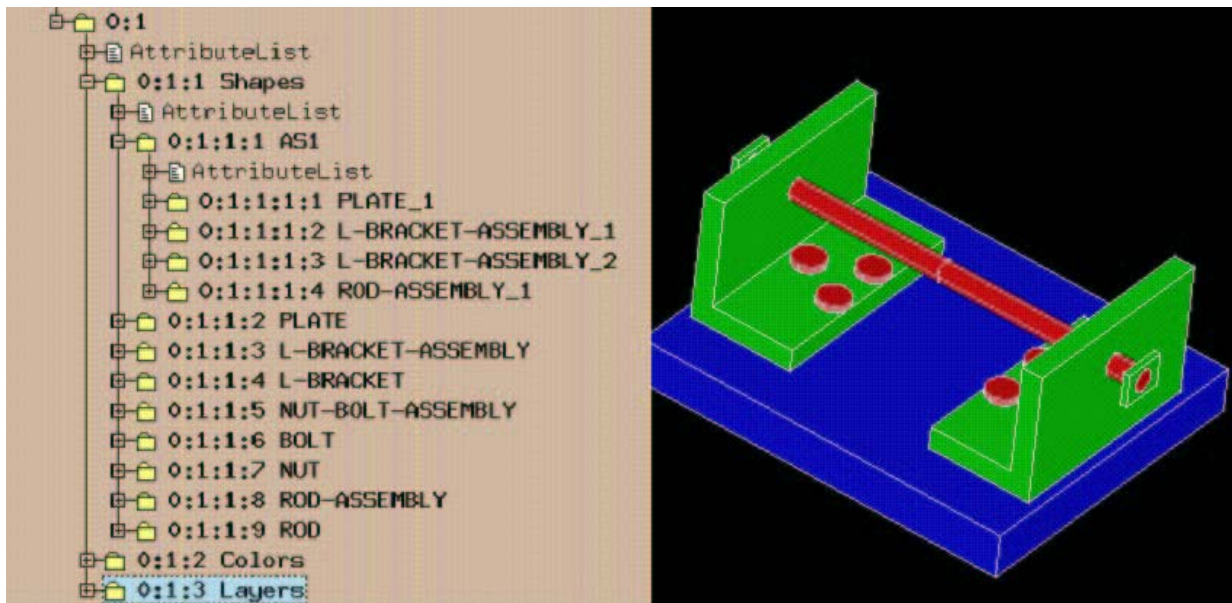 0:1
AttributeList
0:1:1 Shapes
AttributeList
0:1:1:1 AS1
AttributeList
0:1:1:1:1 PLATE_1
0:1:1:1:2 L-BRACKET-ASSEMBLY_1
0:1:1:1:3 L-BRACKET-ASSEMBLY_2
0:1:1:1:4 ROD-ASSEMBLY_1
0:1:1:2 PLATE
0:1:1:3 L-BRACKET-ASSEMBLY
0:1:1:4 L-BRACKET
0:1:1:5 NUT-BOLT-ASSEMBLY
0:1:1:6 BOLT
0:1:1:7 NUT
0:1:1:8 ROD-ASSEMBLY
0:1:1:9 ROD
0:1:2 Colors
0:1:3 Layers